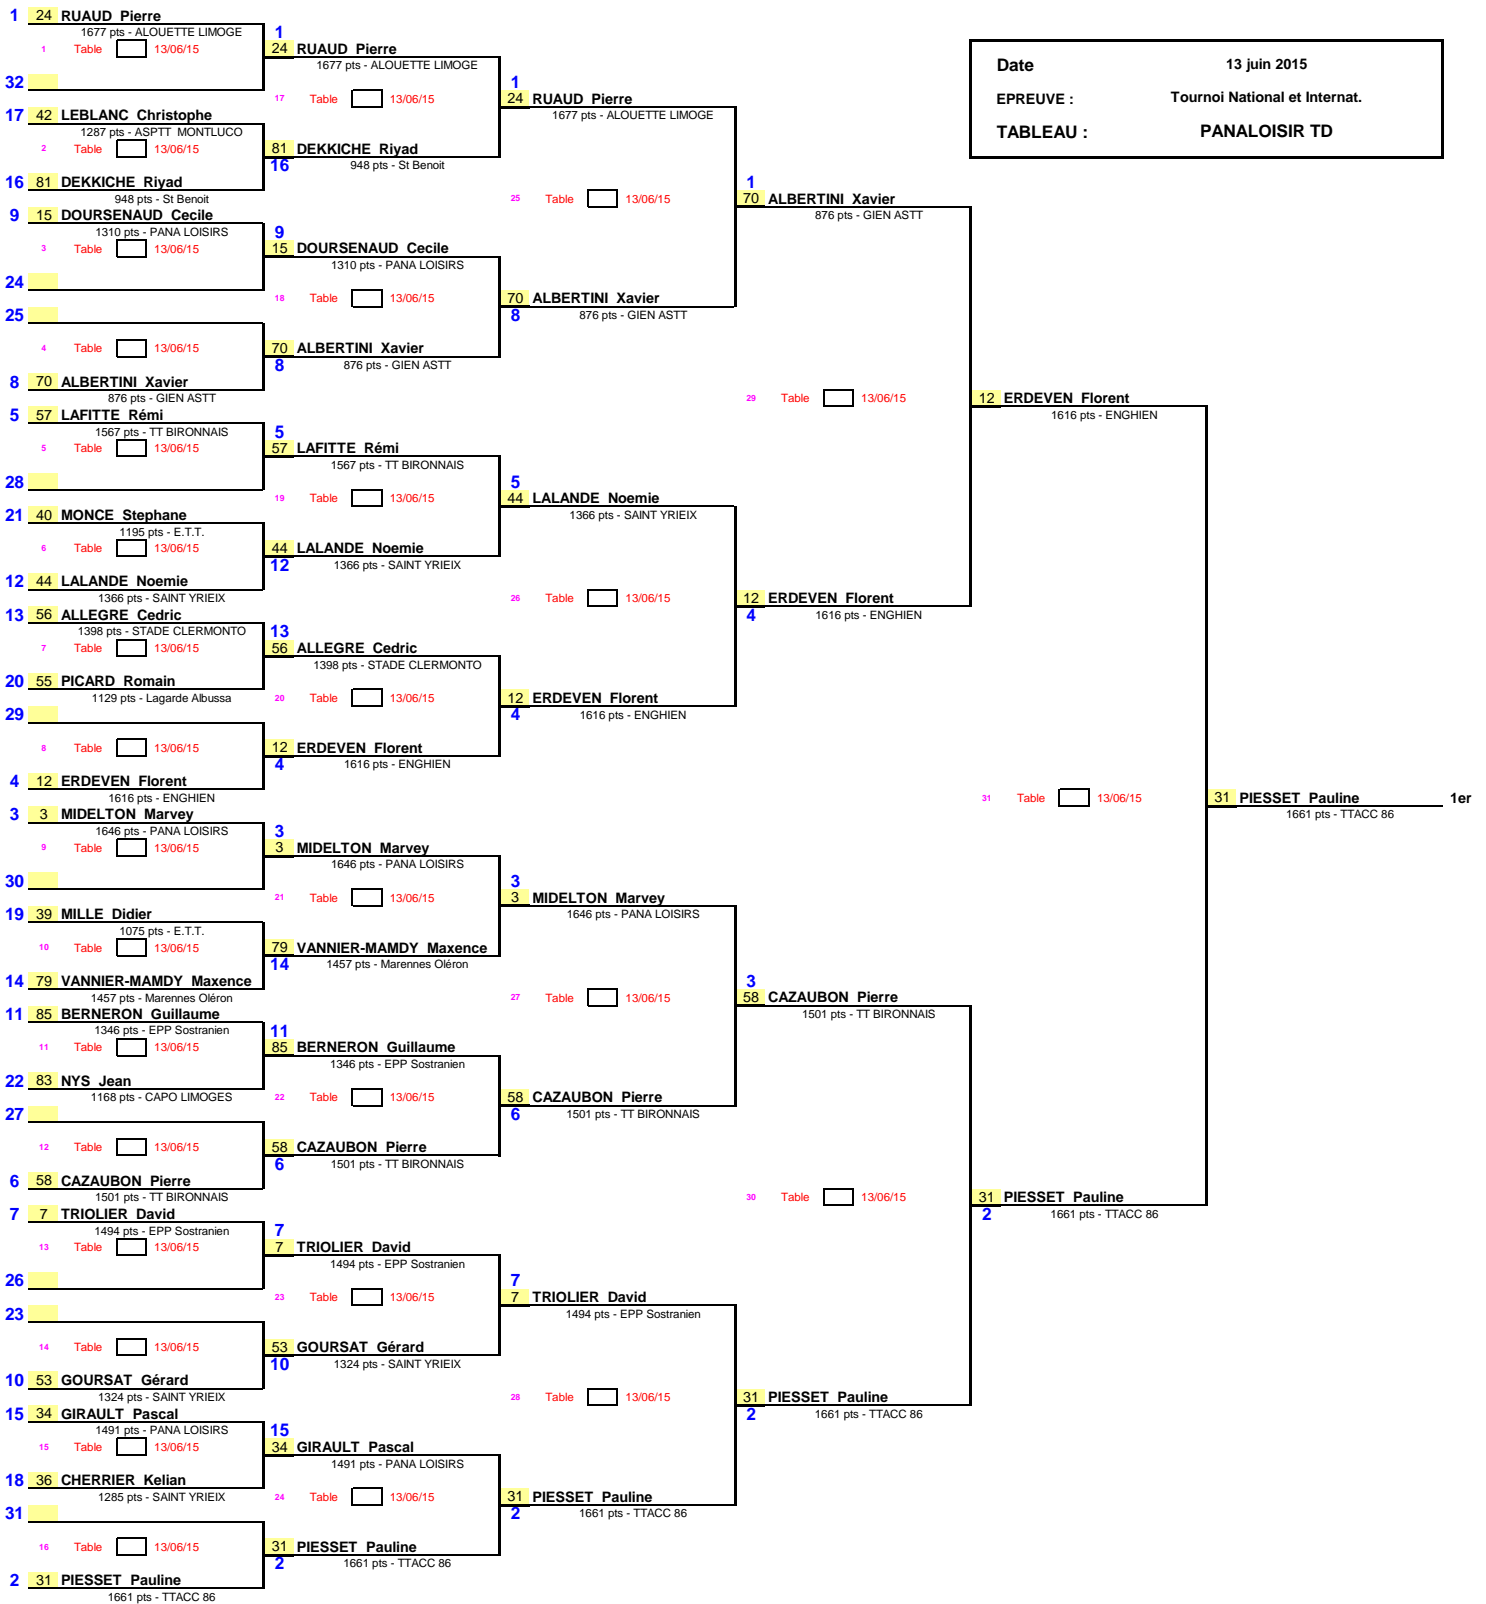 Date 13 juin 2015
EPREUVE : Tournoi National et Internat.
TABLEAU : PANALOISIR TD
1 24 RUAUD Pierre
1677 pts - ALOUETTE LIMOGE
1 Table 13/06/15
32
17 42 LEBLANC Christophe
1287 pts - ASPTT MONTLUCO
2 Table 13/06/15
16 81 DEKKICHE Riyad
948 pts - St Benoit
9 15 DOURSENAUD Cecile
1310 pts - PANA LOISIRS
3 Table 13/06/15
24
25
4 Table 13/06/15
8 70 ALBERTINI Xavier
876 pts - GIEN ASTT
5 57 LAFITTE Rémi
1567 pts - TT BIRONNAIS
5 Table 13/06/15
28
21 40 MONCE Stephane
1195 pts - E.T.T.
6 Table 13/06/15
12 44 LALANDE Noemie
1366 pts - SAINT YRIEIX
13 56 ALLEGRE Cedric
1398 pts - STADE CLERMONTO
7 Table 13/06/15
20 55 PICARD Romain
1129 pts - Lagarde Albussa
29
8 Table 13/06/15
4 12 ERDEVEN Florent
1616 pts - ENGHIEN
3 3 MIDELTON Marvey
1646 pts - PANA LOISIRS
9 Table 13/06/15
30
19 39 MILLE Didier
1075 pts - E.T.T.
10 Table 13/06/15
14 79 VANNIER-MAMDY Maxence
1457 pts - Marennes Oléron
11 85 BERNERON Guillaume
1346 pts - EPP Sostranien
11 Table 13/06/15
22 83 NYS Jean
1168 pts - CAPO LIMOGES
27
12 Table 13/06/15
6 58 CAZAUBON Pierre
1501 pts - TT BIRONNAIS
7 7 TRIOLIER David
1494 pts - EPP Sostranien
13 Table 13/06/15
26
23
14 Table 13/06/15
10 53 GOURSAT Gérard
1324 pts - SAINT YRIEIX
15 34 GIRAULT Pascal
1491 pts - PANA LOISIRS
15 Table 13/06/15
18 36 CHERRIER Kelian
1285 pts - SAINT YRIEIX
31
16 Table 13/06/15
2 31 PIESSET Pauline
1661 pts - TTACC 86
1
24 RUAUD Pierre
1677 pts - ALOUETTE LIMOGE
17 Table 13/06/15
81 DEKKICHE Riyad
16 948 pts - St Benoit
9
15 DOURSENAUD Cecile
1310 pts - PANA LOISIRS
18 Table 13/06/15
70 ALBERTINI Xavier
8 876 pts - GIEN ASTT
5
57 LAFITTE Rémi
1567 pts - TT BIRONNAIS
19 Table 13/06/15
44 LALANDE Noemie
12 1366 pts - SAINT YRIEIX
13
56 ALLEGRE Cedric
1398 pts - STADE CLERMONTO
20 Table 13/06/15
12 ERDEVEN Florent
4 1616 pts - ENGHIEN
3
3 MIDELTON Marvey
1646 pts - PANA LOISIRS
21 Table 13/06/15
79 VANNIER-MAMDY Maxence
14 1457 pts - Marennes Oléron
11
85 BERNERON Guillaume
1346 pts - EPP Sostranien
22 Table 13/06/15
58 CAZAUBON Pierre
6 1501 pts - TT BIRONNAIS
7
7 TRIOLIER David
1494 pts - EPP Sostranien
23 Table 13/06/15
53 GOURSAT Gérard
10 1324 pts - SAINT YRIEIX
15
34 GIRAULT Pascal
1491 pts - PANA LOISIRS
24 Table 13/06/15
31 PIESSET Pauline
2 1661 pts - TTACC 86
1
24 RUAUD Pierre
1677 pts - ALOUETTE LIMOGE
25 Table 13/06/15
70 ALBERTINI Xavier
8 876 pts - GIEN ASTT
5
44 LALANDE Noemie
1366 pts - SAINT YRIEIX
26 Table 13/06/15
12 ERDEVEN Florent
4 1616 pts - ENGHIEN
3
3 MIDELTON Marvey
1646 pts - PANA LOISIRS
27 Table 13/06/15
58 CAZAUBON Pierre
6 1501 pts - TT BIRONNAIS
7
7 TRIOLIER David
1494 pts - EPP Sostranien
28 Table 13/06/15
31 PIESSET Pauline
2 1661 pts - TTACC 86
1
70 ALBERTINI Xavier
876 pts - GIEN ASTT
29 Table 13/06/15
12 ERDEVEN Florent
4 1616 pts - ENGHIEN
3
58 CAZAUBON Pierre
1501 pts - TT BIRONNAIS
30 Table 13/06/15
31 PIESSET Pauline
2 1661 pts - TTACC 86
12 ERDEVEN Florent
1616 pts - ENGHIEN
31 Table 13/06/15
31 PIESSET Pauline
2 1661 pts - TTACC 86
31 PIESSET Pauline 1er
1661 pts - TTACC 86